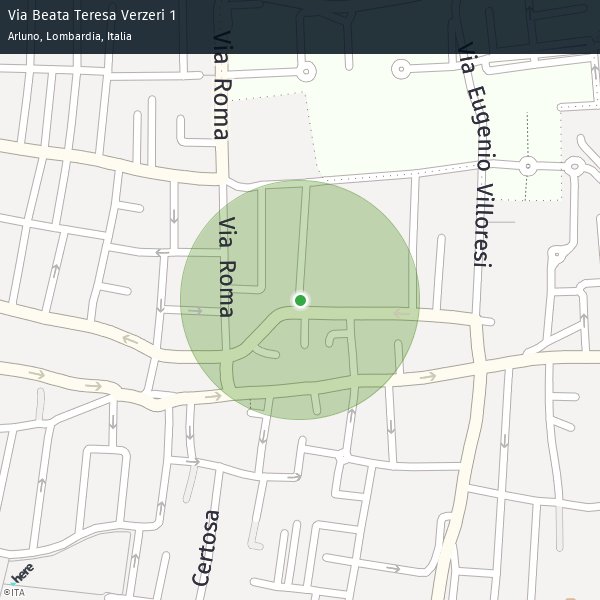 Via Beata Teresa Verzeri 1
Arluno, Lombardia, Italia
Via Roma
Via Eugenio Villoresi
Via Roma
Certosa
here
©ITA